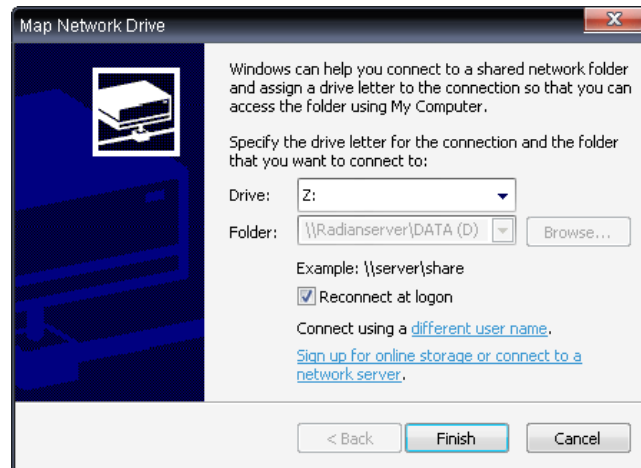 Map Network Drive
Windows can help you connect to a shared network folder
and assign a drive letter to the connection so that you can
access the folder using My Computer.
Specify the drive letter for the connection and the folder
that you want to connect to:
Drive: Z:
Folder: \\Radianserver\DATA (D) Browse...
Example: \\server\share
Reconnect at logon
Connect using a different user name.
Sign up for online storage or connect to a
network server.
< Back Finish Cancel